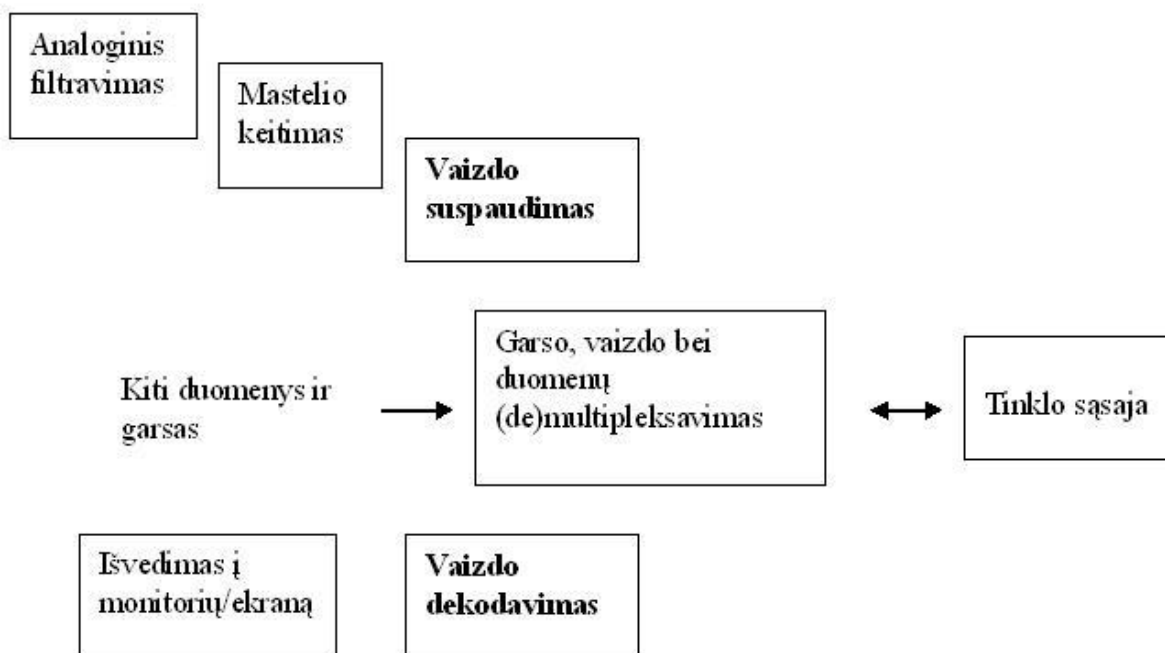 Analoginis
filtravimas
Mastelio
keitimas
Vaizdo
suspaudimas
Kiti duomenys ir
garsas
Garso, vaizdo bei
duomenų
(de)multipleksavimas
Tinklo sąsaja
Išvedimas į
monitorių/ekraną
Vaizdo
dekodavimas